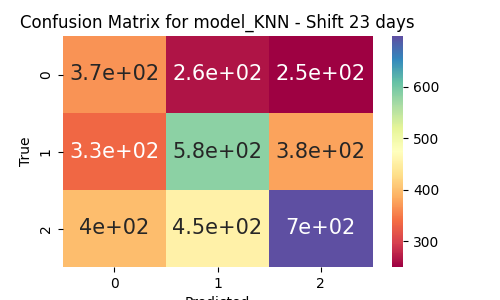 Confusion Matrix for model_KNN - Shift 23 days
0 3.7e+02 2.6e+02 2.5e+02
1 3.3e+02 5.8e+02 3.8e+02
2 4e+02 4.5e+02 7e+02
True
0 1 2
Predicted
600
500
400
300